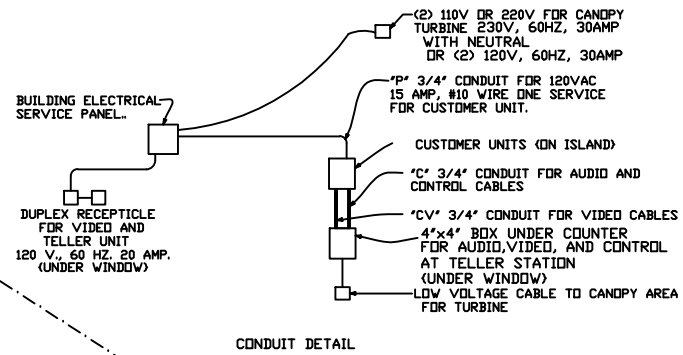 (2) 110V OR 220V FOR CANOPY
TURBINE 230V, 60HZ, 30AMP
WITH NEUTRAL
OR (2) 120V, 60HZ, 30AMP
"P" 3/4" CONDUIT FOR 120VAC
15 AMP, #10 WIRE ONE SERVICE
FOR CUSTOMER UNIT.
BUILDING ELECTRICAL
SERVICE PANEL..
CUSTOMER UNITS (ON ISLAND)
"C" 3/4" CONDUIT FOR AUDIO AND
CONTROL CABLES
"CV" 3/4" CONDUIT FOR VIDEO CABLES
4"x4" BOX UNDER COUNTER
FOR AUDIO,VIDEO, AND CONTROL
AT TELLER STATION
(UNDER WINDOW)
LOW VOLTAGE CABLE TO CANOPY AREA
FOR TURBINE
DUPLEX RECEPTICLE
FOR VIDEO AND
TELLER UNIT
120 V., 60 HZ. 20 AMP.
(UNDER WINDOW)
CONDUIT DETAIL